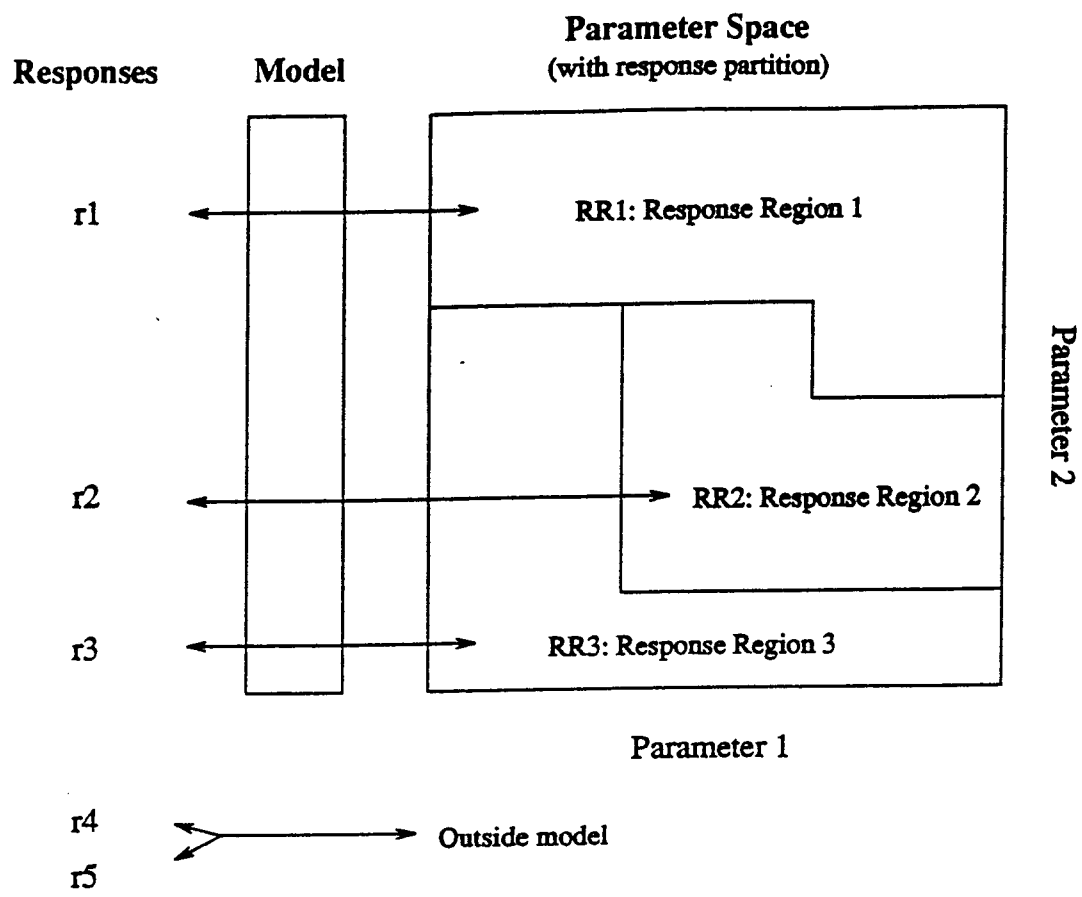 Parameter Space
(with response partition)
Responses
Model
r1
RR1: Response Region 1
Parameter 2
r2
RR2: Response Region 2
r3
RR3: Response Region 3
Parameter 1
r4
Outside model
r5